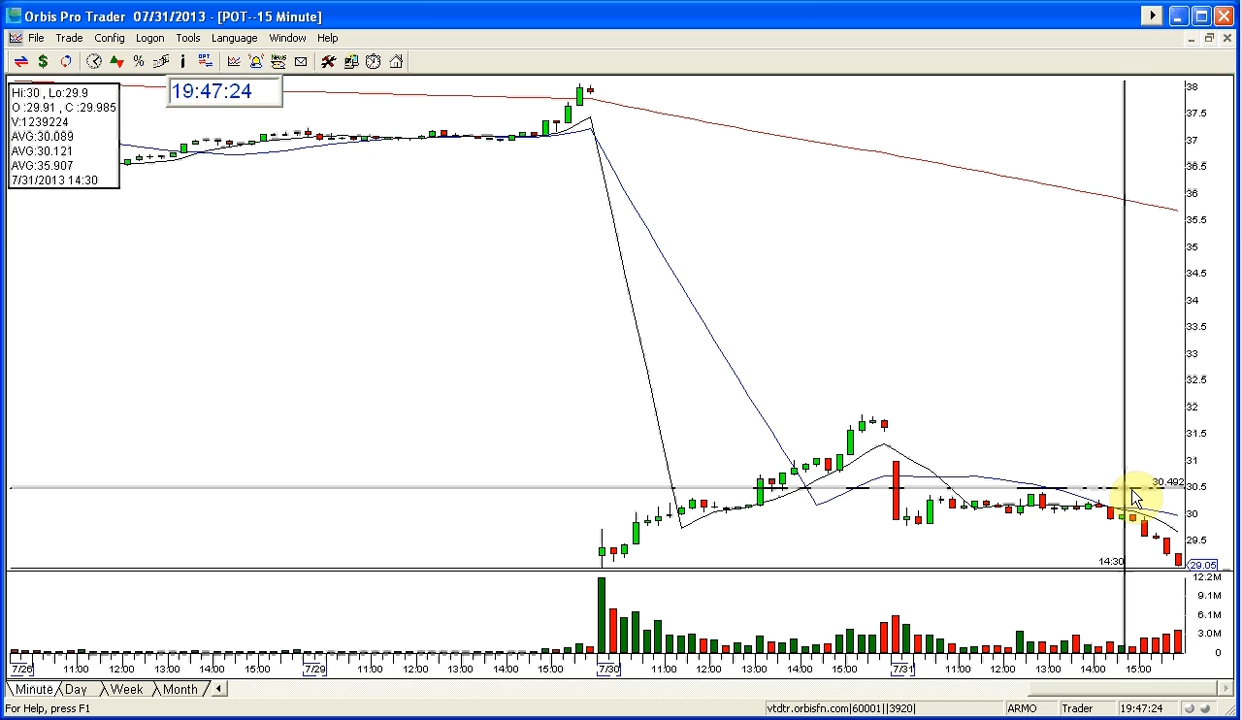 Orbis Pro Trader 07/31/2013 - [POT--15 Minute]
File Trade Config Logon Tools Language Window Help
19:47:24
Hi:30 , Lo:29.9
O :29.91 , C :29.985
V:1239224
AVG:30.089
AVG:30.121
AVG:35.907
7/31/2013 14:30
38
37.5
37
36.5
36
35.5
35
34.5
34
33.5
33
32.5
32
31.5
31
30.492
30.5
30
29.5
14:30
29.05
12.2M
9.1M
6.1M
3.0M
0
7/26 11:00 12:00 13:00 14:00 15:00 7/29 11:00 12:00 13:00 14:00 15:00 7/30 11:00 12:00 13:00 14:00 15:00 7/31 11:00 12:00 13:00 14:00 15:00
Minute Day Week Month
For Help, press F1 vtdtr.orbisfn.com|60001||3920| ARMO Trader 19:47:24